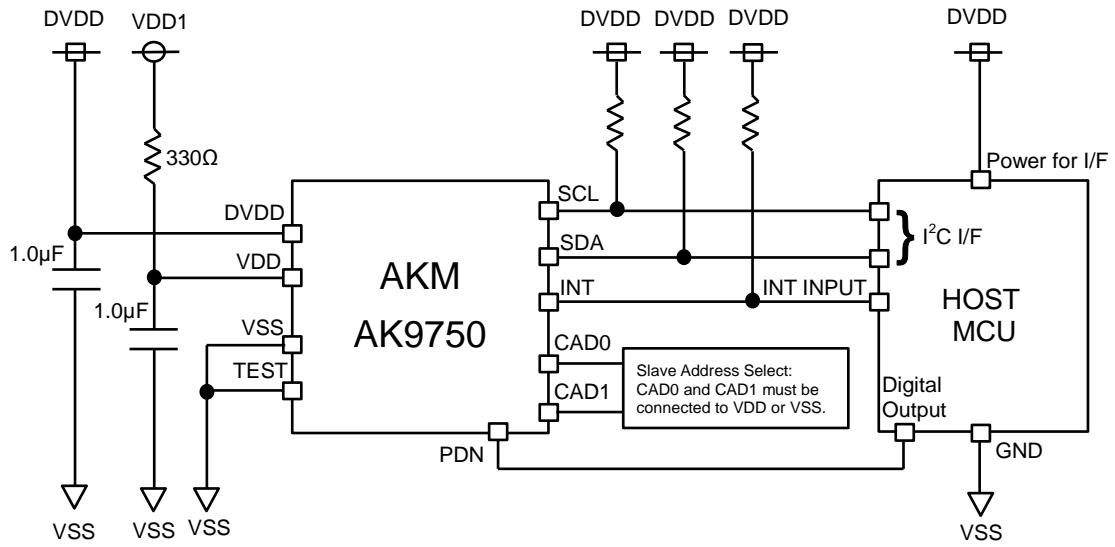 DVDD
VDD1
DVDD
DVDD
DVDD
DVDD
330Ω
Power for I/F
DVDD
SCL
1.0µF
VDD
SDA
I²C I/F
AKM
AK9750
INT
INT INPUT
HOST
MCU
1.0µF
VSS
CAD0
TEST
CAD1
Slave Address Select:
CAD0 and CAD1 must be
connected to VDD or VSS.
Digital
Output
PDN
GND
VSS
VSS
VSS
VSS